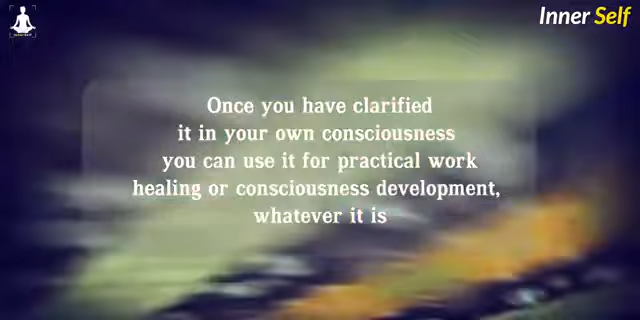 Inner Self
Once you have clarified
it in your own consciousness
you can use it for practical work
healing or consciousness development,
whatever it is